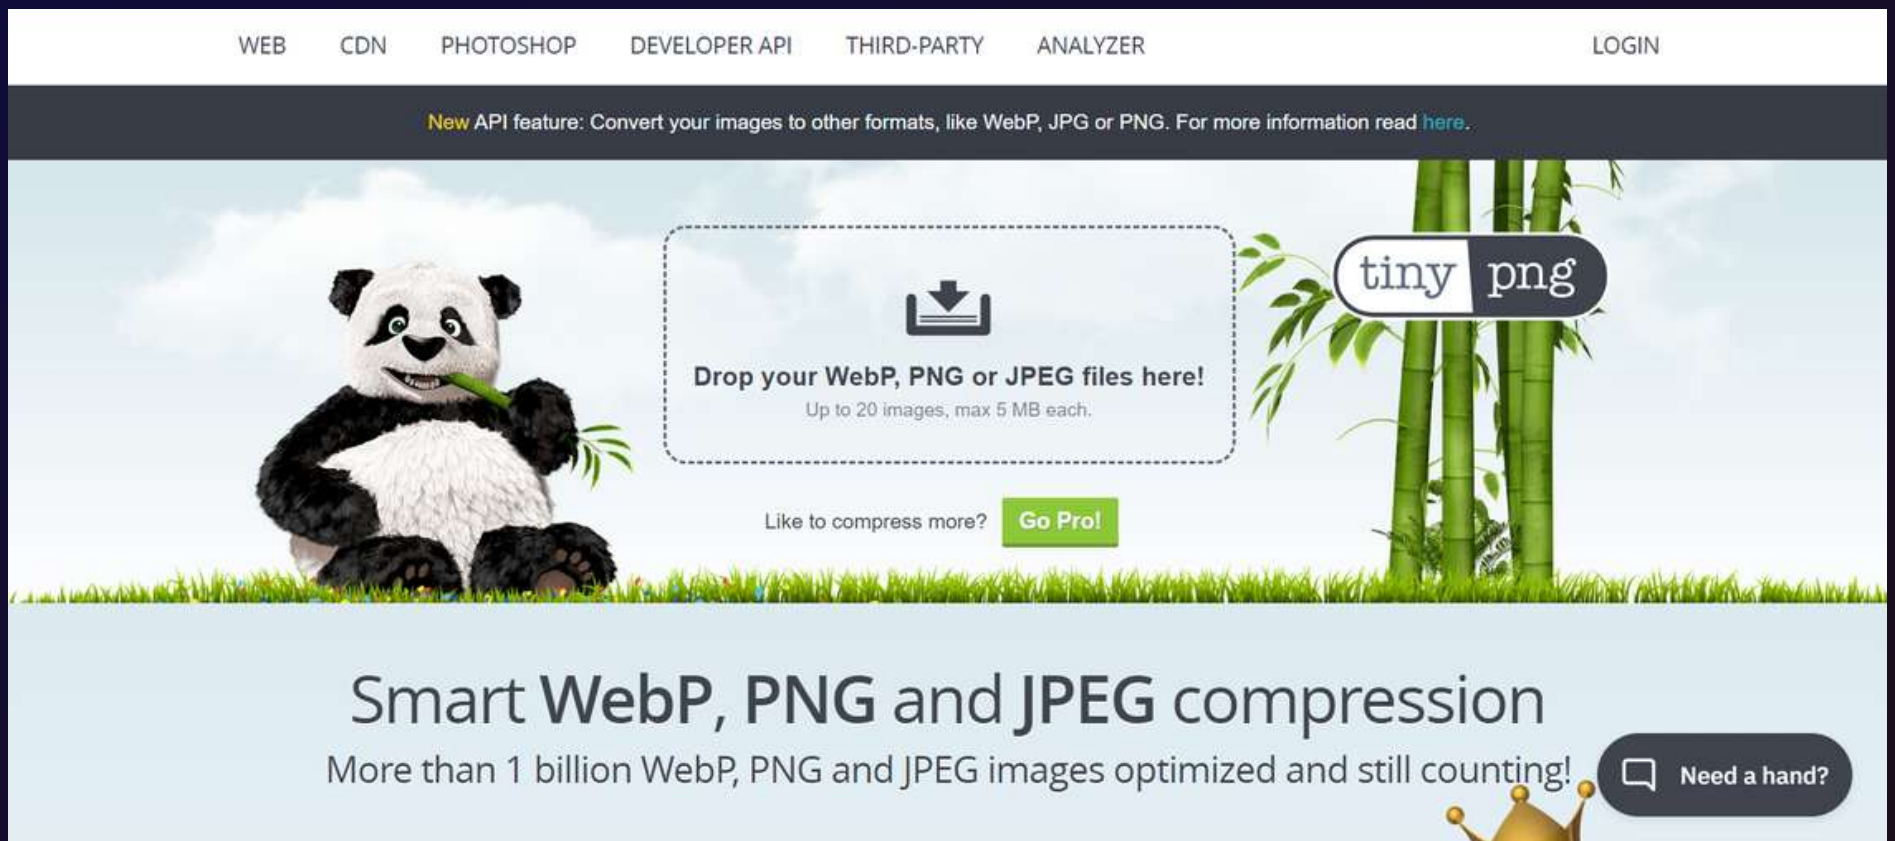 WEB CDN PHOTOSHOP DEVELOPER API THIRD-PARTY ANALYZER LOGIN
New API feature: Convert your images to other formats, like WebP, JPG or PNG. For more information read here.
tiny png
Drop your WebP, PNG or JPEG files here!
Up to 20 images, max 5 MB each.
Like to compress more? Go Pro!
Smart WebP, PNG and JPEG compression
More than 1 billion WebP, PNG and JPEG images optimized and still counting!
Need a hand?